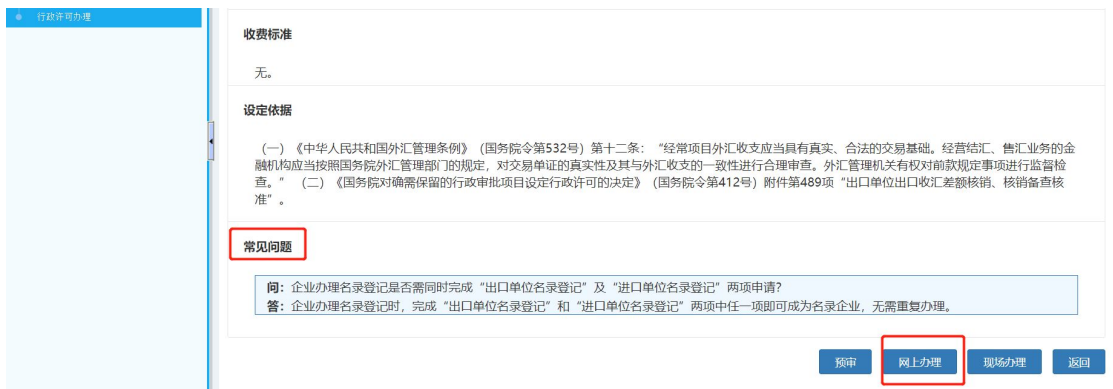 行政许可办理
收费标准
无。
设定依据
（一）《中华人民共和国外汇管理条例》（国务院令第532号）第十二条：“经常项目外汇收支应当具有真实、合法的交易基础。经营结汇、售汇业务的金
融机构应当按照国务院外汇管理部门的规定，对交易单证的真实性及其与外汇收支的一致性进行合理审查。外汇管理机关有权对前款规定事项进行监督检
查。”（二）《国务院对确需保留的行政审批项目设定行政许可的决定》（国务院令第412号）附件第489项“出口单位出口收汇差额核销、核销备查核
准”。
常见问题
问：企业办理名录登记是否需同时完成“出口单位名录登记”及“进口单位名录登记”两项申请？
答：企业办理名录登记时，完成“出口单位名录登记”和“进口单位名录登记”两项中任一项即可成为名录企业，无需重复办理。
预审 网上办理 现场办理 返回